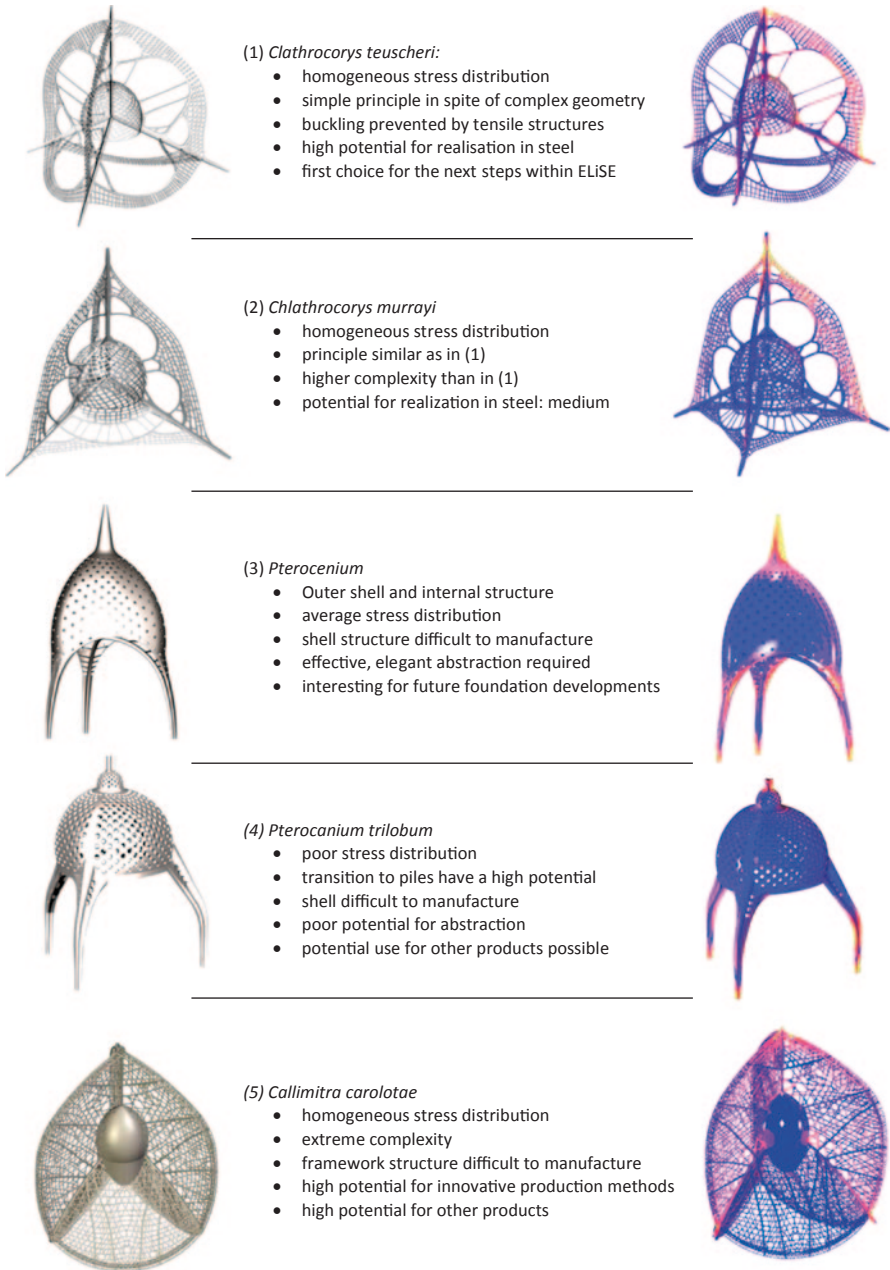 (1) Clathrocorys teuscheri:
• homogeneous stress distribution
• simple principle in spite of complex geometry
• buckling prevented by tensile structures
• high potential for realisation in steel
• first choice for the next steps within ELiSE
(2) Chlathrocorys murrayi
• homogeneous stress distribution
• principle similar as in (1)
• higher complexity than in (1)
• potential for realization in steel: medium
(3) Pterocenium
• Outer shell and internal structure
• average stress distribution
• shell structure difficult to manufacture
• effective, elegant abstraction required
• interesting for future foundation developments
(4) Pterocanium trilobum
• poor stress distribution
• transition to piles have a high potential
• shell difficult to manufacture
• poor potential for abstraction
• potential use for other products possible
(5) Callimitra carolotae
• homogeneous stress distribution
• extreme complexity
• framework structure difficult to manufacture
• high potential for innovative production methods
• high potential for other products